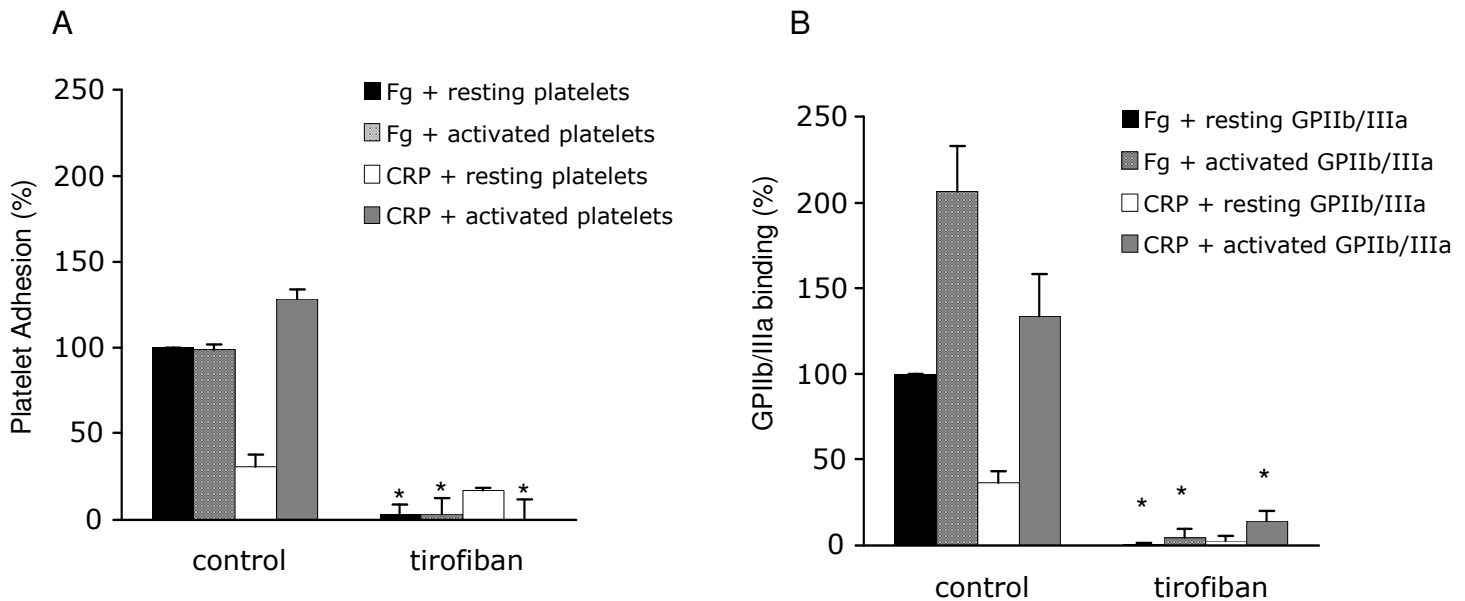 A
Platelet Adhesion (%)
250
200
150
100
50
0
Fg + resting platelets
Fg + activated platelets
CRP + resting platelets
CRP + activated platelets
* * *
control tirofiban
B
GPIIb/IIIa binding (%)
250
200
150
100
50
0
Fg + resting GPIIb/IIIa
Fg + activated GPIIb/IIIa
CRP + resting GPIIb/IIIa
CRP + activated GPIIb/IIIa
* * *
control tirofiban